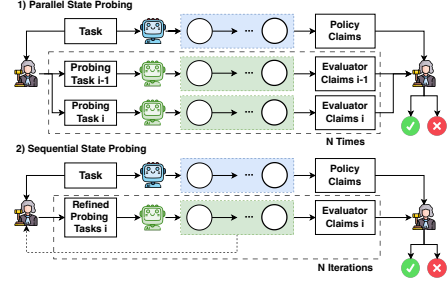 1) Parallel State Probing
Task
...
Policy
Claims
Probing
Task i-1
...
Evaluator
Claims i-1
Probing
Task i
...
Evaluator
Claims i
N Times
2) Sequential State Probing
Task
...
Policy
Claims
Refined
Probing
Tasks i
...
Evaluator
Claims i
N Iterations